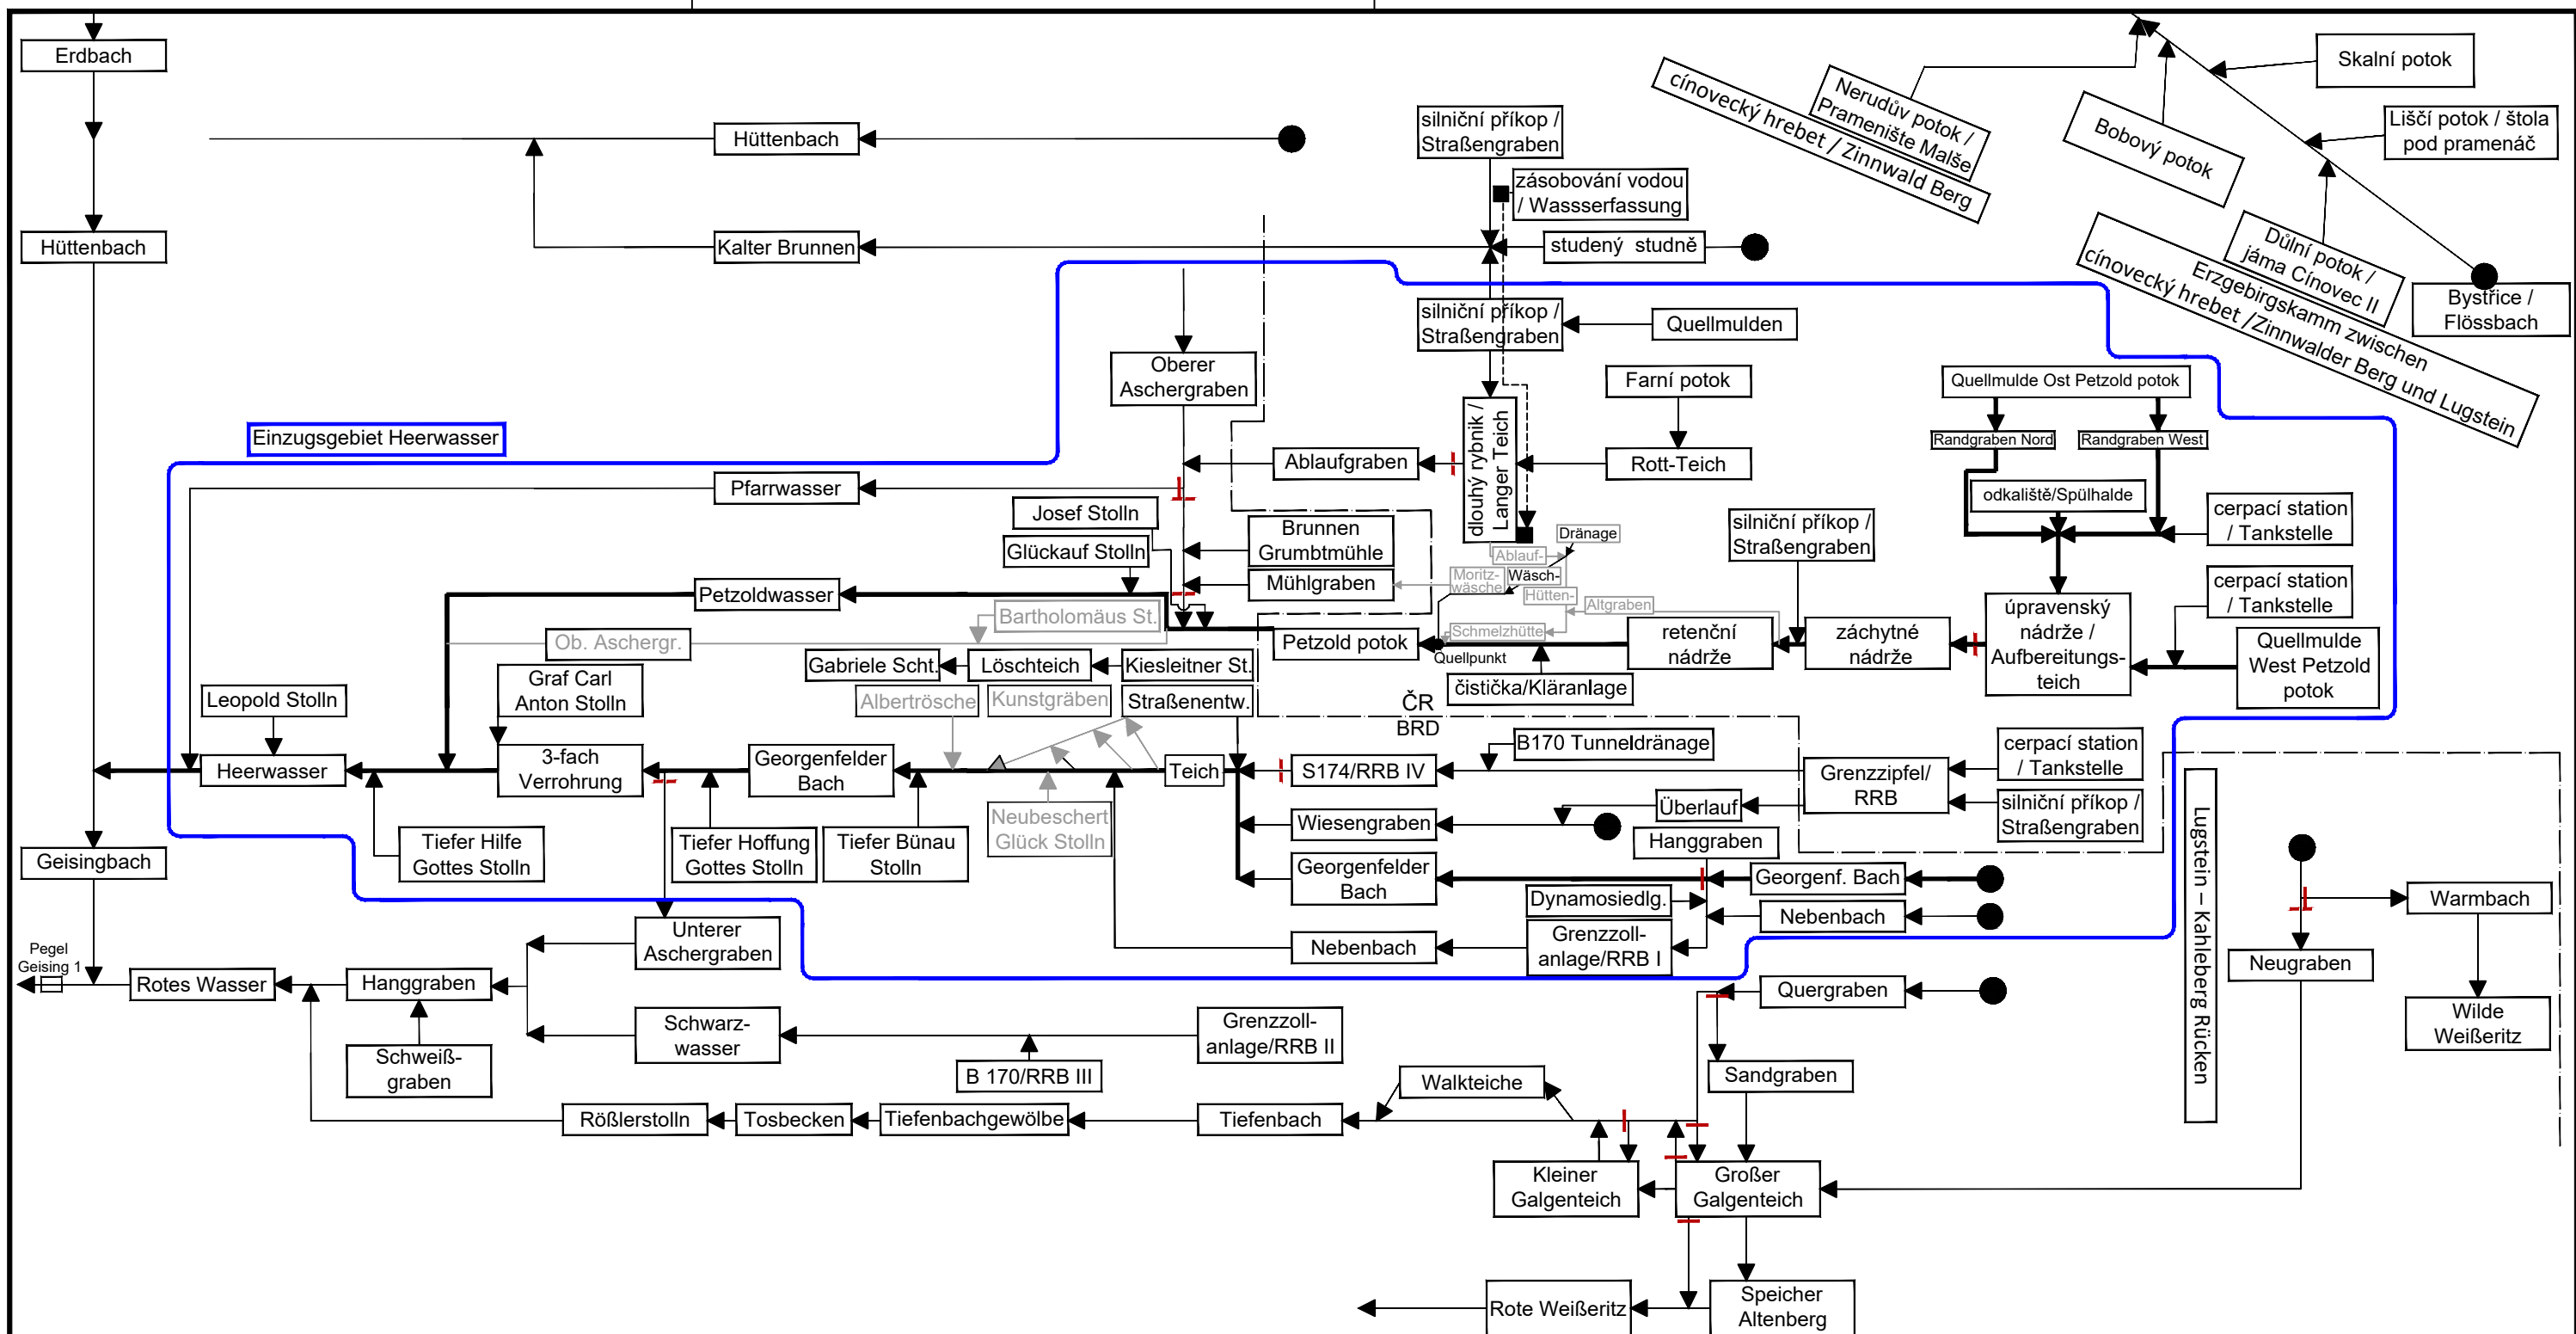 Erdbach
Hüttenbach
Kalter Brunnen
Hüttenbach
silniční příkop /
Straßengraben
zásobování vodou
/ Wassserfassung
studený studně
silniční příkop /
Straßengraben
Quellmulden
cínovecký hrebet / Zinnwald Berg
Nerudův potok /
Pramenište Malše
Bobový potok
Skalní potok
Liščí potok / štola
pod pramenáč
Důlní potok /
jáma Cínovec II
Bystřice /
Flössbach
Erzgebirgskamm zwischen
cínovecký hrebet /Zinnwalder Berg und Lugstein
Oberer
Aschergraben
Farní potok
Rott-Teich
dlouhý rybnik /
Langer Teich
Ablaufgraben
Quellmulde Ost Petzold potok
Randgraben Nord
Randgraben West
odkaliště/Spülhalde
cerpací station
/ Tankstelle
cerpací station
/ Tankstelle
Einzugsgebiet Heerwasser
Pfarrwasser
Josef Stolln
Glückauf Stolln
Brunnen
Grumbtmühle
Mühlgraben
Dränage
Ablauf-
Moritz-
wäsche
Wäsch-
Hütten-
Altgraben
Schmelzhütte
silniční příkop /
Straßengraben
Petzoldwasser
Bartholomäus St.
Ob. Aschergr.
Petzold potok
Quellpunkt
retenční
nádrže
záchytné
nádrže
úpravenský
nádrže /
Aufbereitungs-
teich
Quellmulde
West Petzold
potok
čistička/Kläranlage
Gabriele Scht.
Löschteich
Kiesleitner St.
Graf Carl
Anton Stolln
Leopold Stolln
Albertrösche
Kunstgräben
Straßenentw.
ČR
BRD
B170 Tunneldränage
Heerwasser
3-fach
Verrohrung
Georgenfelder
Bach
Teich
S174/RRB IV
Grenzzipfel/
RRB
cerpací station
/ Tankstelle
silniční příkop /
Straßengraben
Überlauf
Wiesengraben
Neubeschert
Glück Stolln
Tiefer Hilfe
Gottes Stolln
Tiefer Hoffung
Gottes Stolln
Tiefer Bünau
Stolln
Hanggraben
Georgenfelder
Bach
Georgenf. Bach
Dynamosiedlg.
Nebenbach
Nebenbach
Grenzzoll-
anlage/RRB I
Geisingbach
Lugstein – Kahleberg Rücken
Warmbach
Neugraben
Wilde
Weißeritz
Pegel
Geising 1
Rotes Wasser
Hanggraben
Unterer
Aschergraben
Quergraben
Schwarz-
wasser
Grenzzoll-
anlage/RRB II
Schweiß-
graben
B 170/RRB III
Walkteiche
Sandgraben
Rößlerstolln
Tosbecken
Tiefenbachgewölbe
Tiefenbach
Kleiner
Galgenteich
Großer
Galgenteich
Rote Weißeritz
Speicher
Altenberg